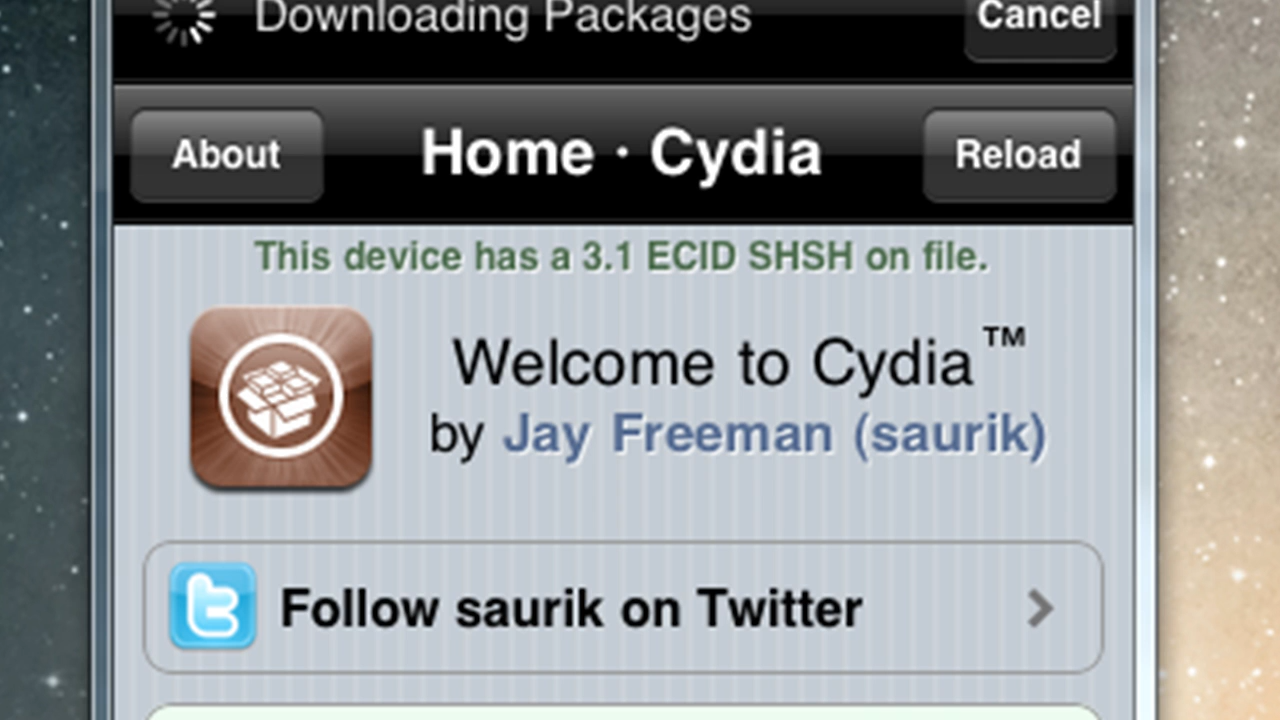 Downloading Packages
Cancel
About
Home · Cydia
Reload
This device has a 3.1 ECID SHSH on file.
Welcome to Cydia™
by Jay Freeman (saurik)
Follow saurik on Twitter